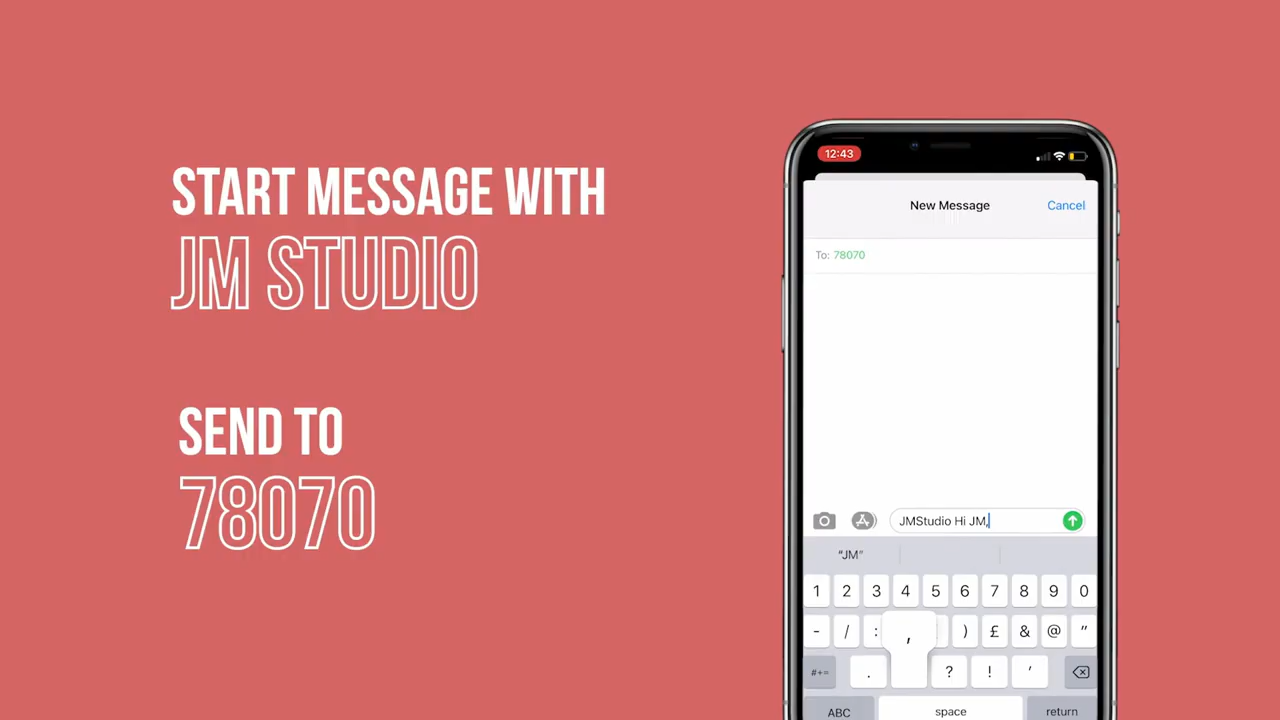 START MESSAGE WITH
JM STUDIO
SEND TO
78070
12:43
New Message
Cancel
To: 78070
JMStudio Hi JM,
“JM”
1 2 3 4 5 6 7 8 9 0
- / : ) £ & @ ”
#+= . , ? ! ’
ABC space return